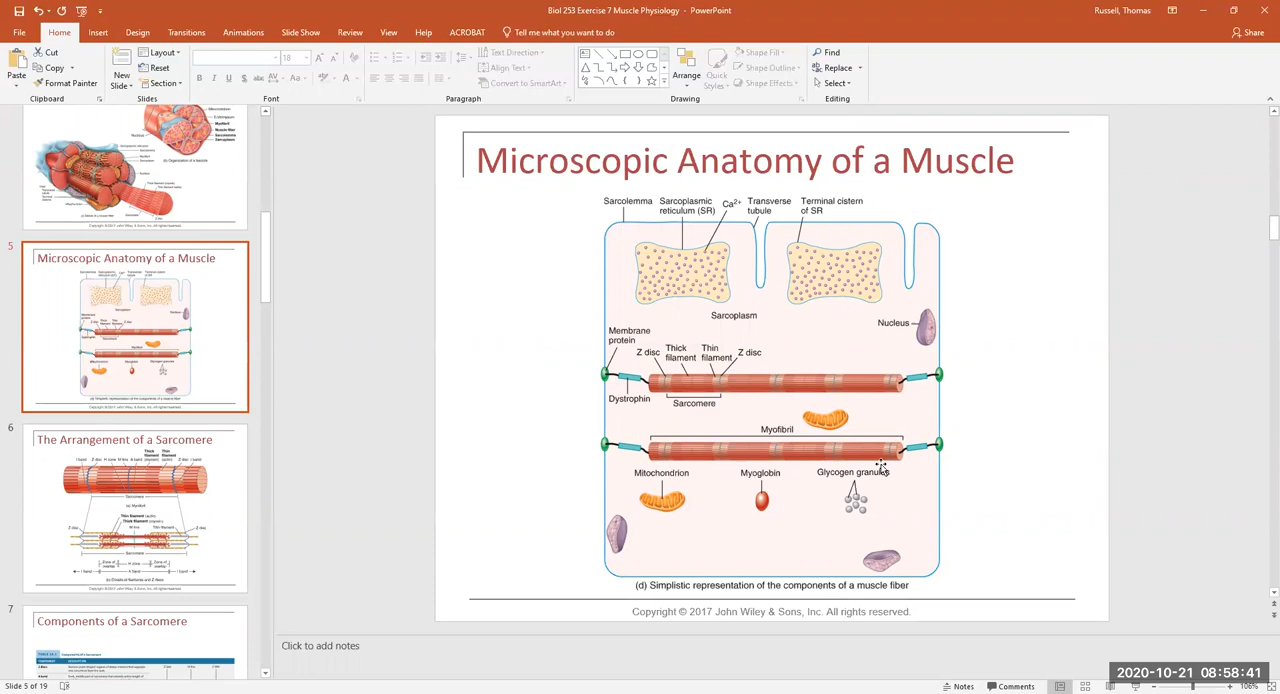 Biol 253 Exercise 7 Muscle Physiology - PowerPoint
Russell, Thomas
File Home Insert Design Transitions Animations Slide Show Review View Help ACROBAT Tell me what you want to do
Share
Paste
Cut
Copy
Format Painter
Clipboard
New
Slide
Layout
Reset
Section
Slides
18
Font
Text Direction
Align Text
Convert to SmartArt
Paragraph
Arrange
Quick
Styles
Shape Fill
Shape Outline
Shape Effects
Drawing
Find
Replace
Select
Editing
5
Microscopic Anatomy of a Muscle
6
The Arrangement of a Sarcomere
7
Components of a Sarcomere
Microscopic Anatomy of a Muscle
Sarcolemma
Sarcoplasmic
reticulum (SR)
Ca2+
Transverse
tubule
Terminal cistern
of SR
Sarcoplasm
Nucleus
Membrane
protein
Z disc
Thick
filament
Thin
filament
Z disc
Dystrophin
Sarcomere
Myofibril
Mitochondrion
Myoglobin
Glycogen granules
(d) Simplistic representation of the components of a muscle fiber
Copyright © 2017 John Wiley & Sons, Inc. All rights reserved.
Click to add notes
2020-10-21 08:58:41
Slide 5 of 19
Notes
Comments
106%